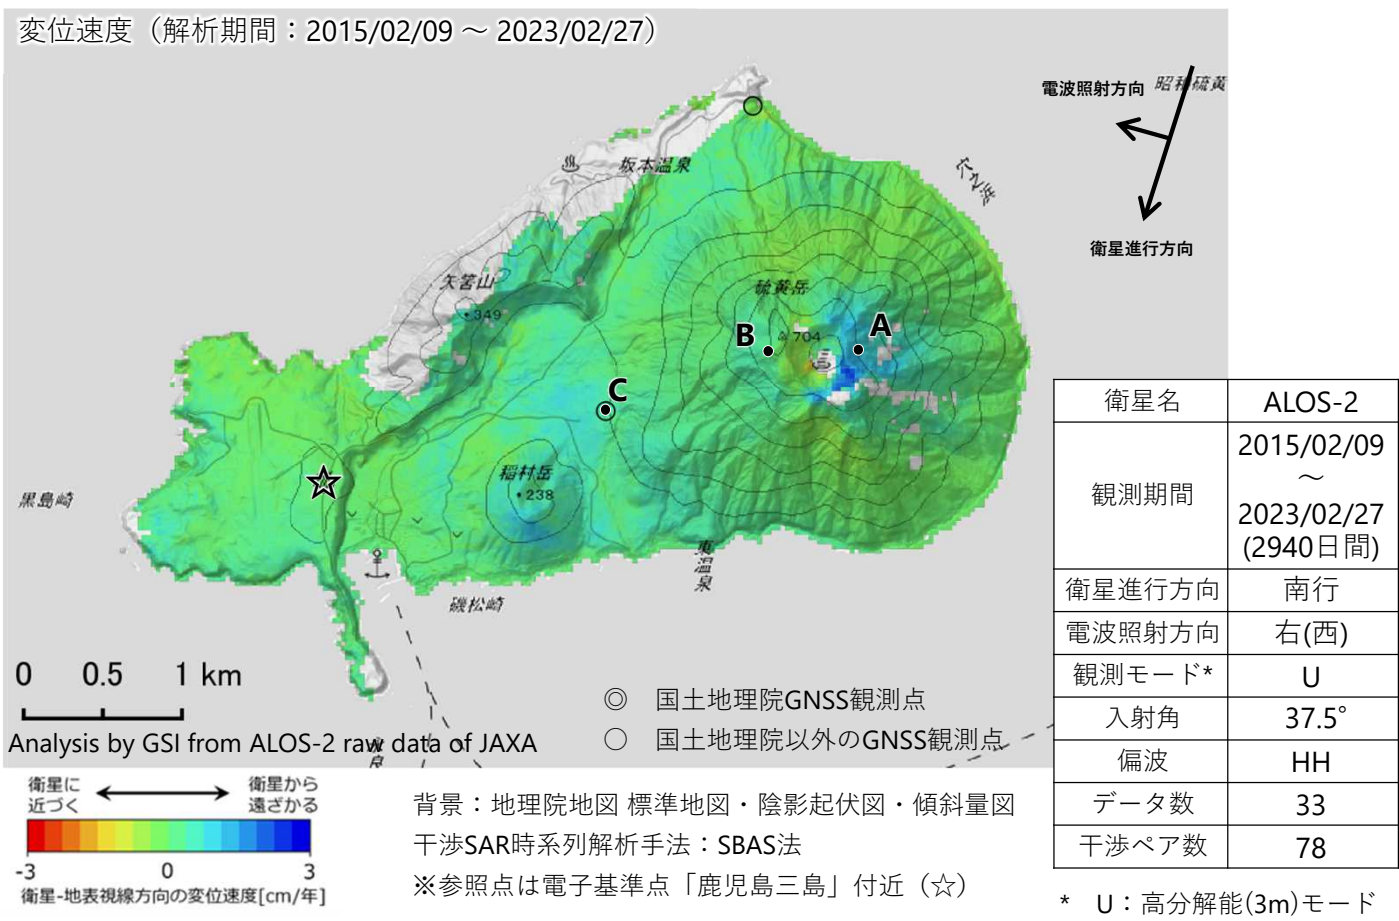 変位速度（解析期間：2015/02/09 ～ 2023/02/27）
電波照射方向
昭和硫黄
衛星進行方向
坂本温泉
穴之浜
矢筈山
349
硫黄岳
704
A
B
C
稲村岳
238
黒島崎
東温泉
磯松崎
0 0.5 1 km
◎ 国土地理院GNSS観測点
○ 国土地理院以外のGNSS観測点
Analysis by GSI from ALOS-2 raw data of JAXA
衛星に近づく
衛星から遠ざかる
-3 0 3
衛星-地表視線方向の変位速度[cm/年]
背景：地理院地図 標準地図・陰影起伏図・傾斜量図
干渉SAR時系列解析手法：SBAS法
※参照点は電子基準点「鹿児島三島」付近（☆）
衛星名 ALOS-2
観測期間 2015/02/09
～
2023/02/27
(2940日間)
衛星進行方向 南行
電波照射方向 右(西)
観測モード* U
入射角 37.5°
偏波 HH
データ数 33
干渉ペア数 78
* U：高分解能(3m)モード